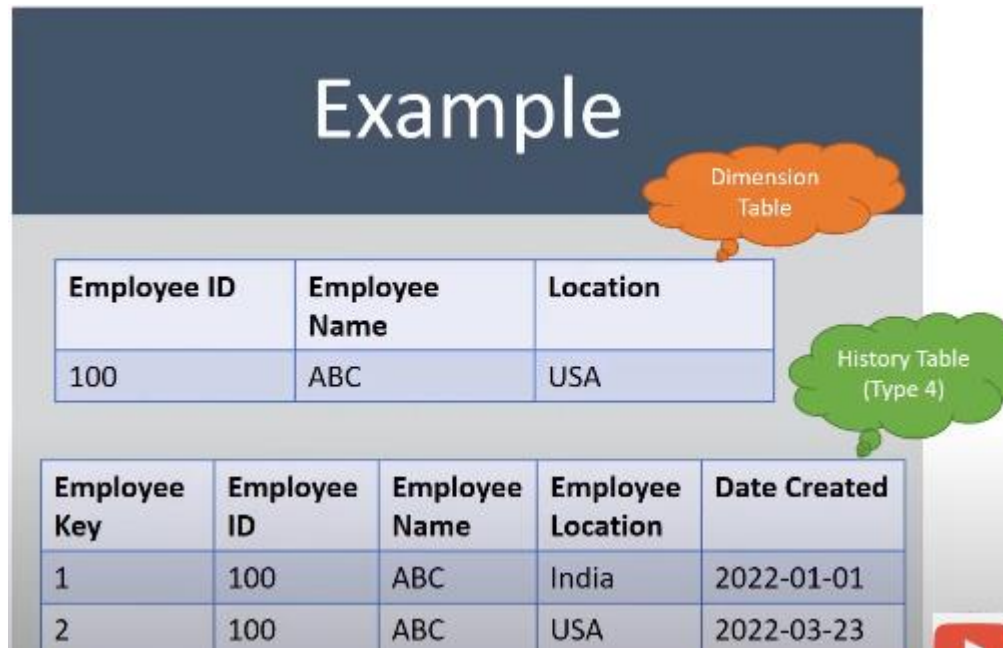 Example
Dimension
Table
Employee ID Employee Location
Name
100 ABC USA
History Table
(Type 4)
Employee Employee Employee Employee Date Created
Key ID Name Location
1 100 ABC India 2022-01-01
2 100 ABC USA 2022-03-23